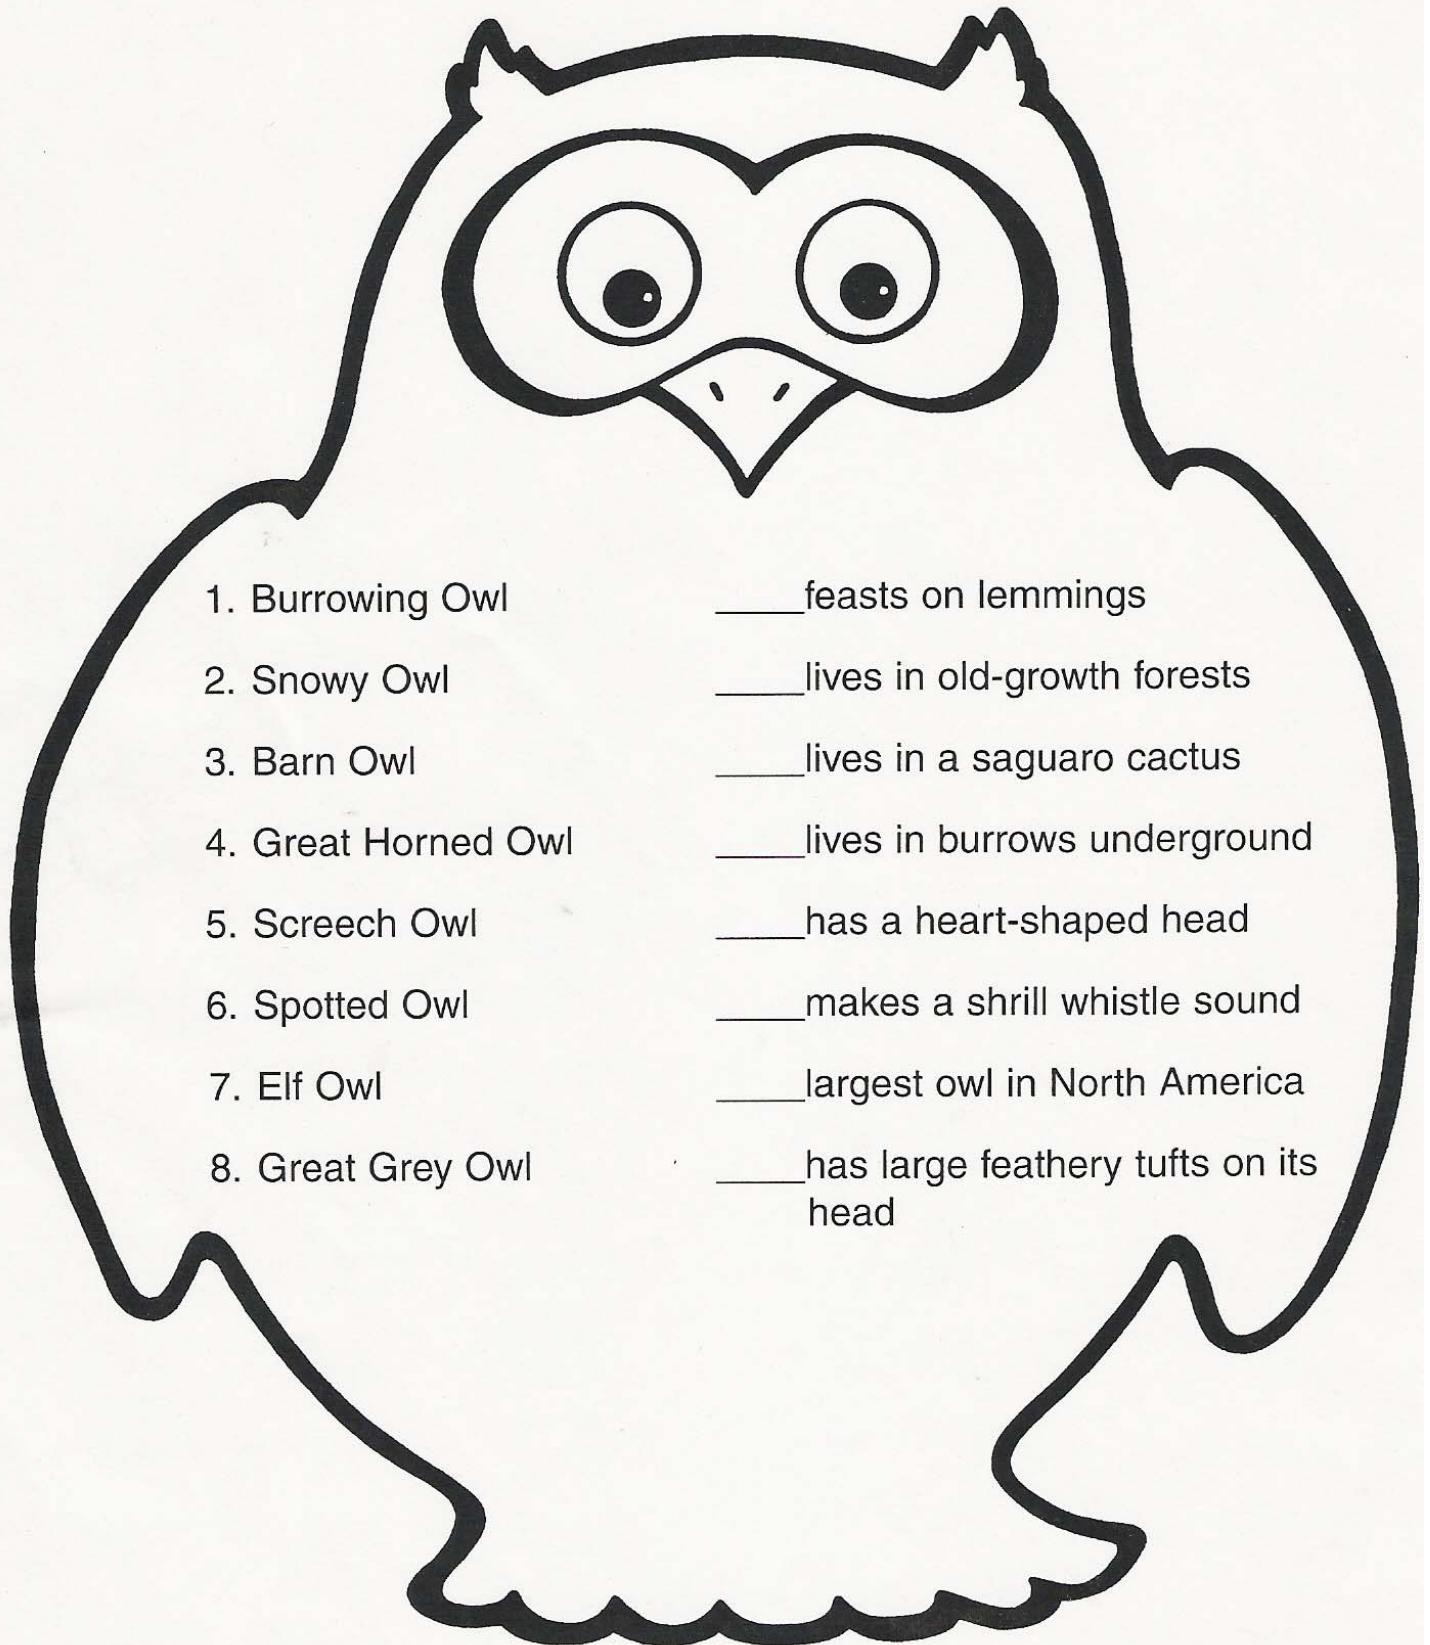 1. Burrowing Owl ____feasts on lemmings
2. Snowy Owl ____lives in old-growth forests
3. Barn Owl ____lives in a saguaro cactus
4. Great Horned Owl ____lives in burrows underground
5. Screech Owl ____has a heart-shaped head
6. Spotted Owl ____makes a shrill whistle sound
7. Elf Owl ____largest owl in North America
8. Great Grey Owl ____has large feathery tufts on its
head